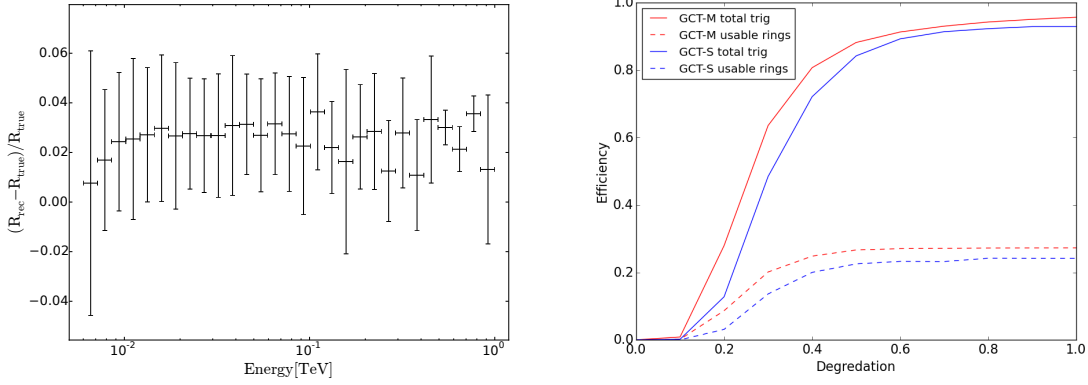 0.06
0.04
0.02
0.00
−0.02
−0.04
(R_rec−R_true)/R_true
10^-2
10^-1
10^0
Energy[TeV]
1.0
0.8
0.6
0.4
0.2
0.0
Efficiency
GCT-M total trig
GCT-M usable rings
GCT-S total trig
GCT-S usable rings
0.0 0.2 0.4 0.6 0.8 1.0
Degredation